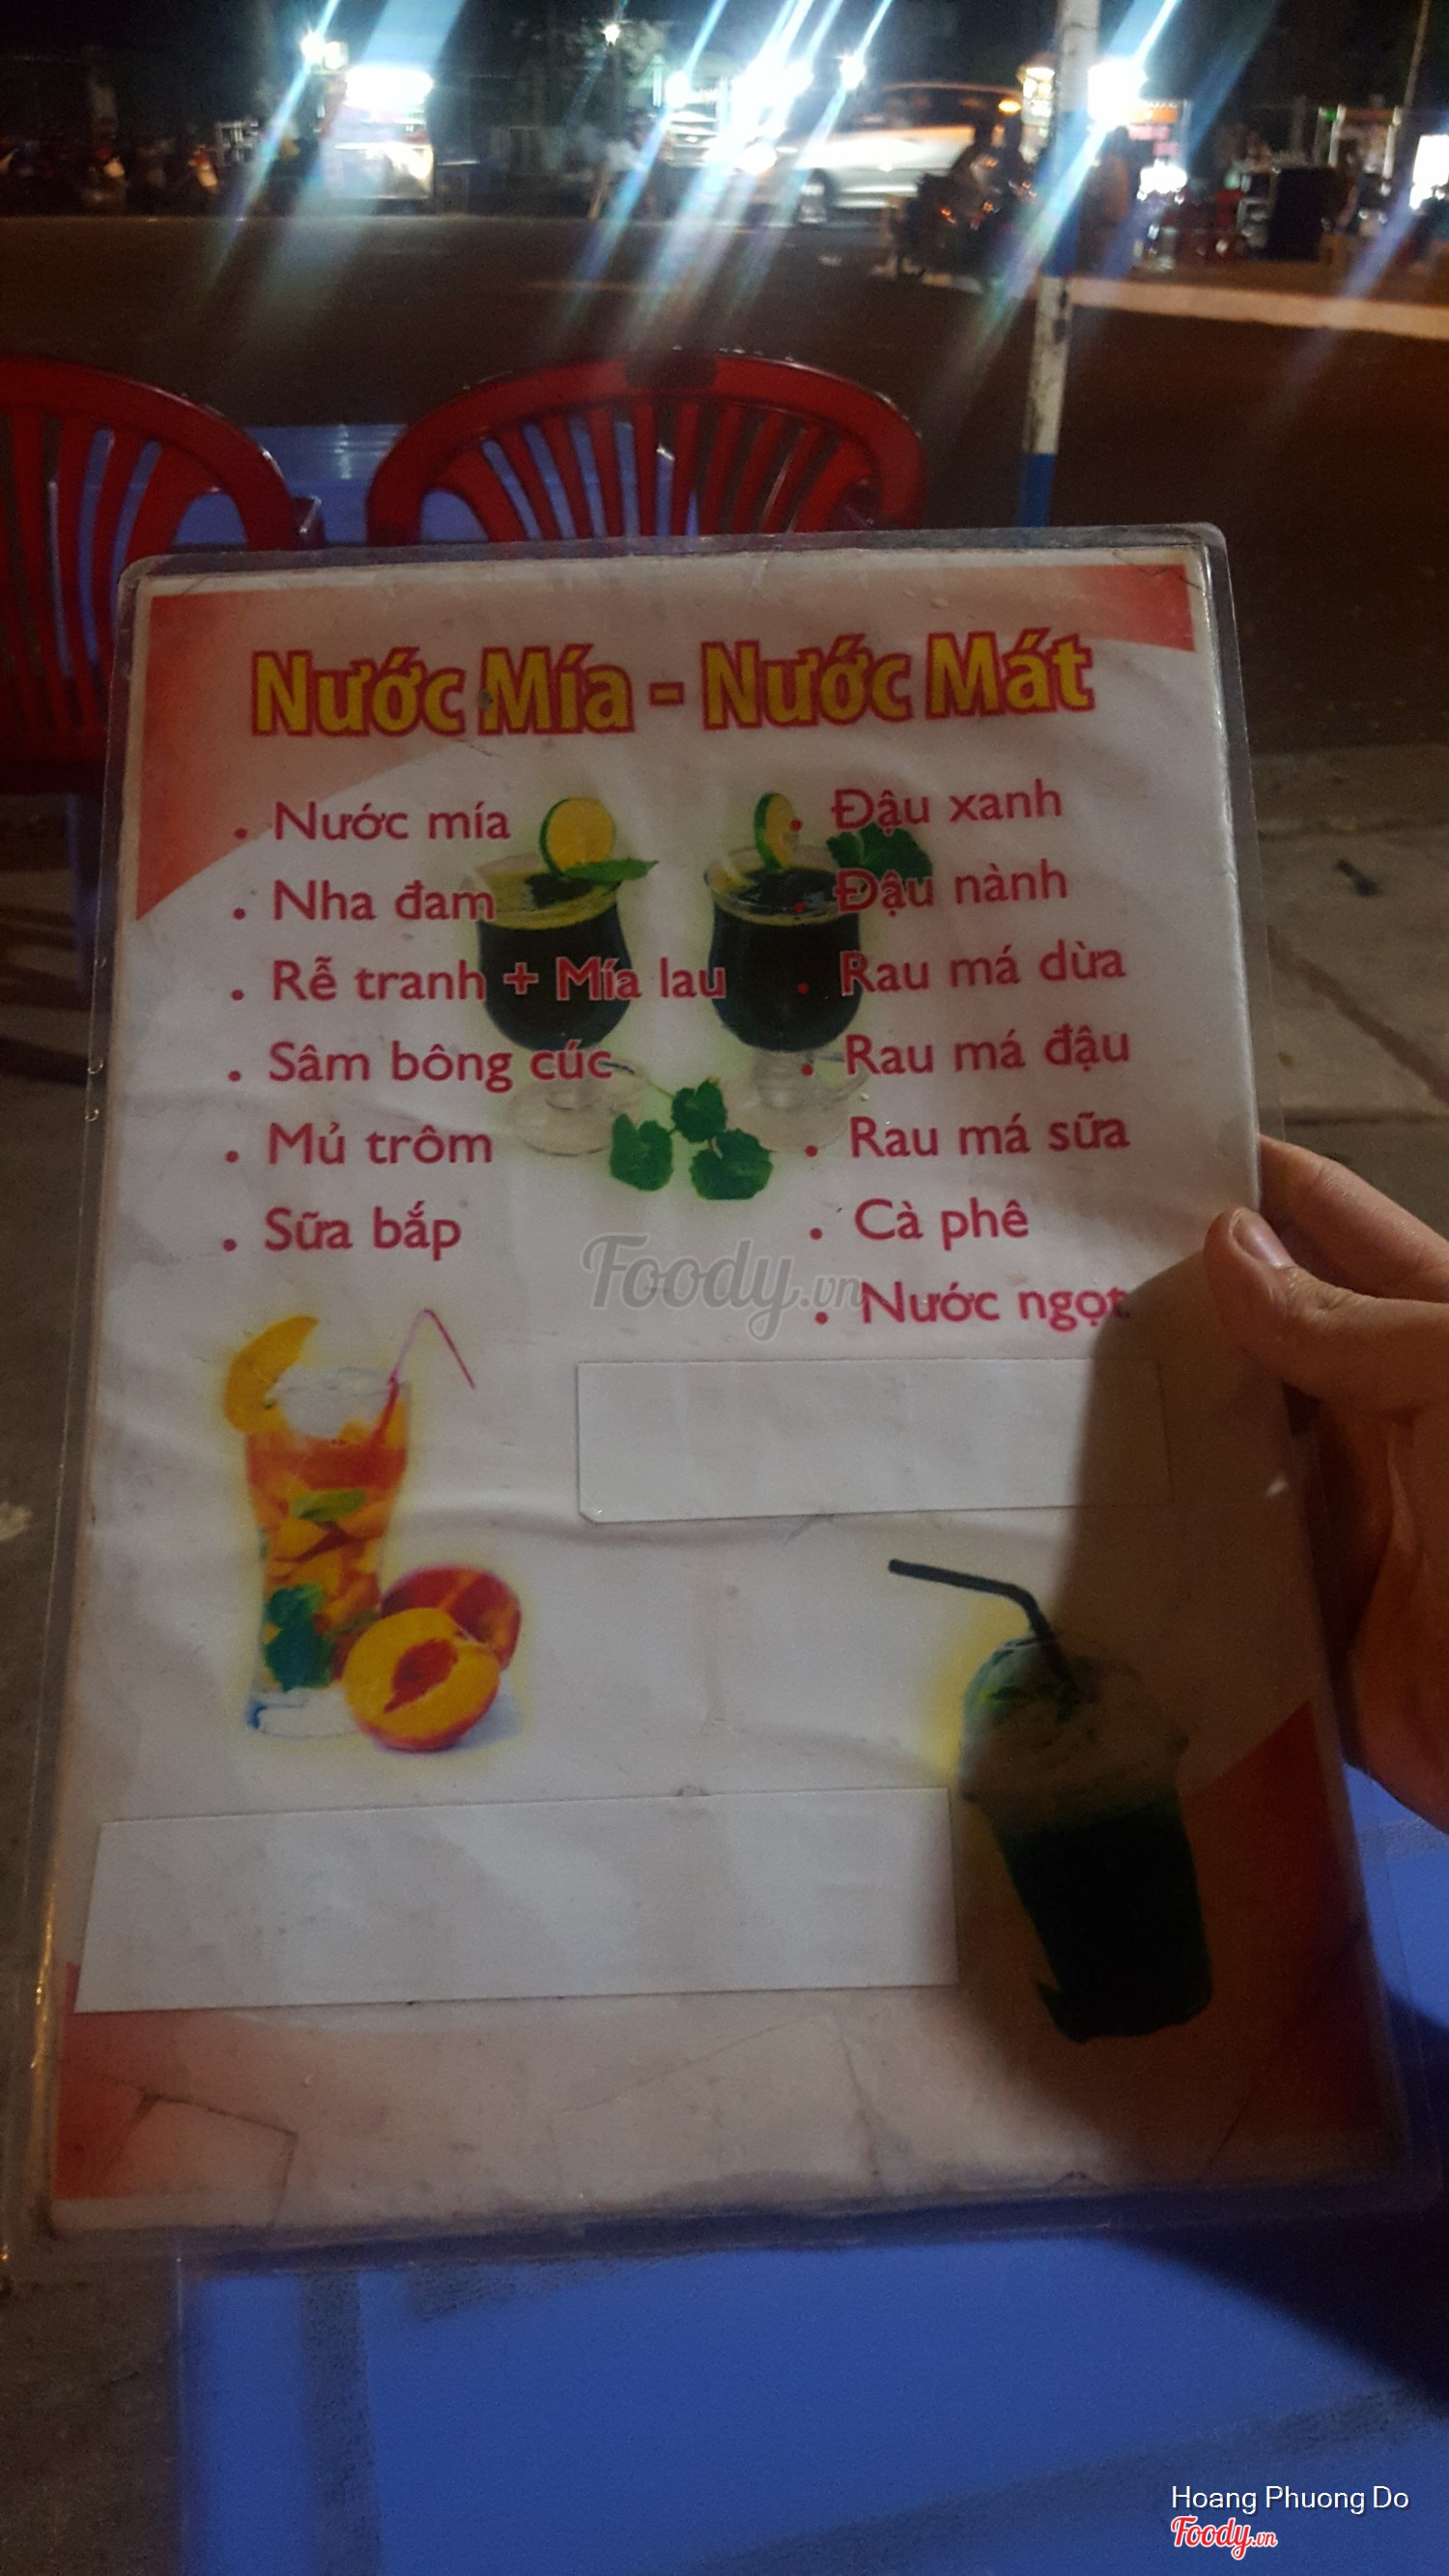 Nước Mía - Nước Mát
. Nước mía
. Nha đam
. Rễ tranh + Mía lau
. Sâm bông cúc
. Mủ trôm
. Sữa bắp
. Đậu xanh
. Đậu nành
. Rau má dừa
. Rau má đậu
. Rau má sữa
. Cà phê
. Nước ngọt
Foody.vn
Hoang Phuong Do
Foody.vn